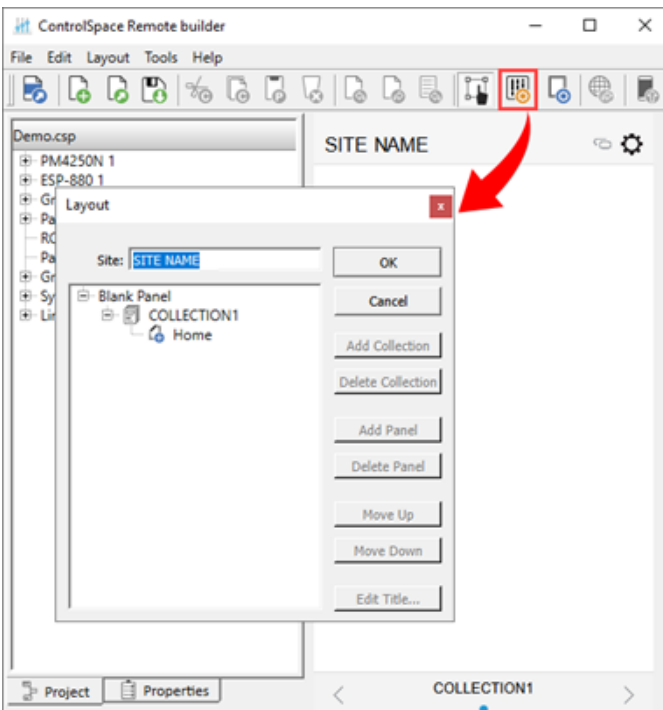 ControlSpace Remote builder
File Edit Layout Tools Help
Demo.csp
PM4250N 1
ESP-880 1
Gr
Pa
RC
Pa
Gr
Sy
Lir
SITE NAME
Layout
x
Site: SITE NAME
Blank Panel
COLLECTION1
Home
OK
Cancel
Add Collection
Delete Collection
Add Panel
Delete Panel
Move Up
Move Down
Edit Title...
Project Properties
COLLECTION1